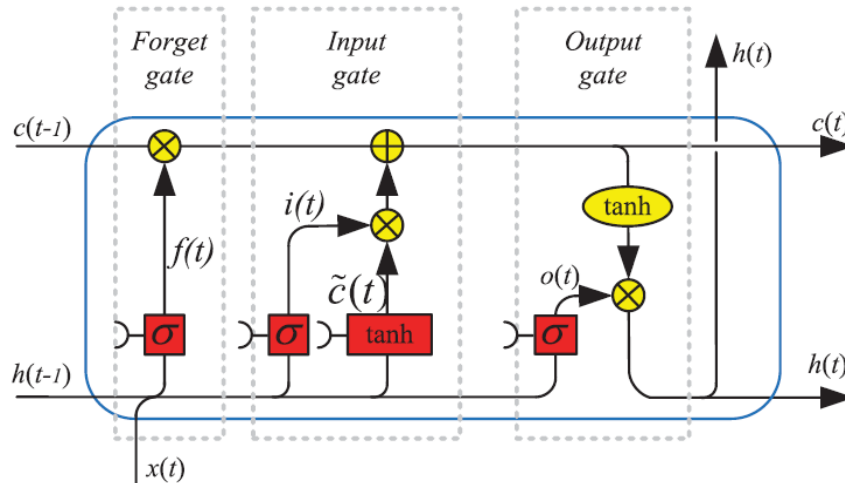 Forget
gate
Input
gate
Output
gate
h(t)
c(t-1)
c(t)
i(t)
tanh
f(t)
c̃(t)
o(t)
σ
σ
tanh
σ
h(t-1)
h(t)
x(t)